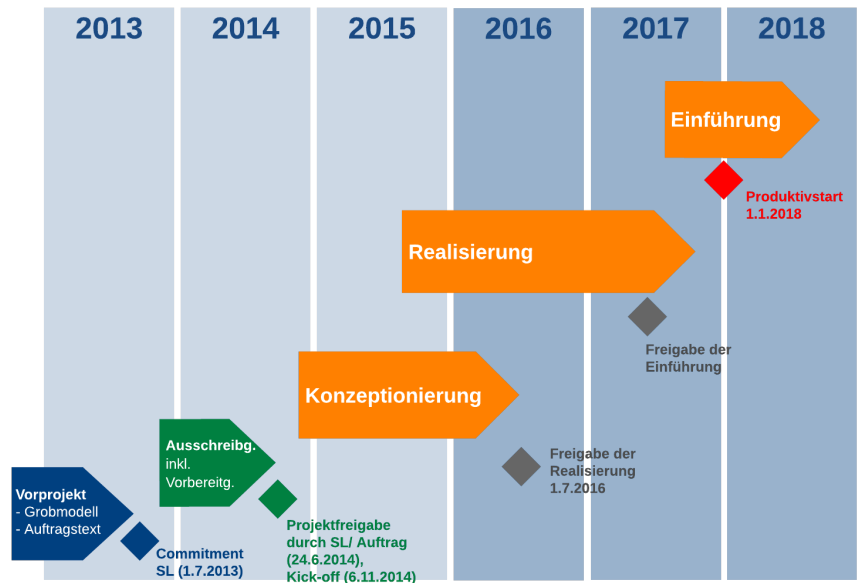 2013
2014
2015
2016
2017
2018
Einführung
Produktivstart
1.1.2018
Realisierung
Freigabe der
Einführung
Konzeptionierung
Freigabe der
Realisierung
1.7.2016
Ausschreibg.
inkl.
Vorbereitg.
Projektfreigabe
durch SL/ Auftrag
(24.6.2014),
Kick-off (6.11.2014)
Vorprojekt
- Grobmodell
- Auftragstext
Commitment
SL (1.7.2013)